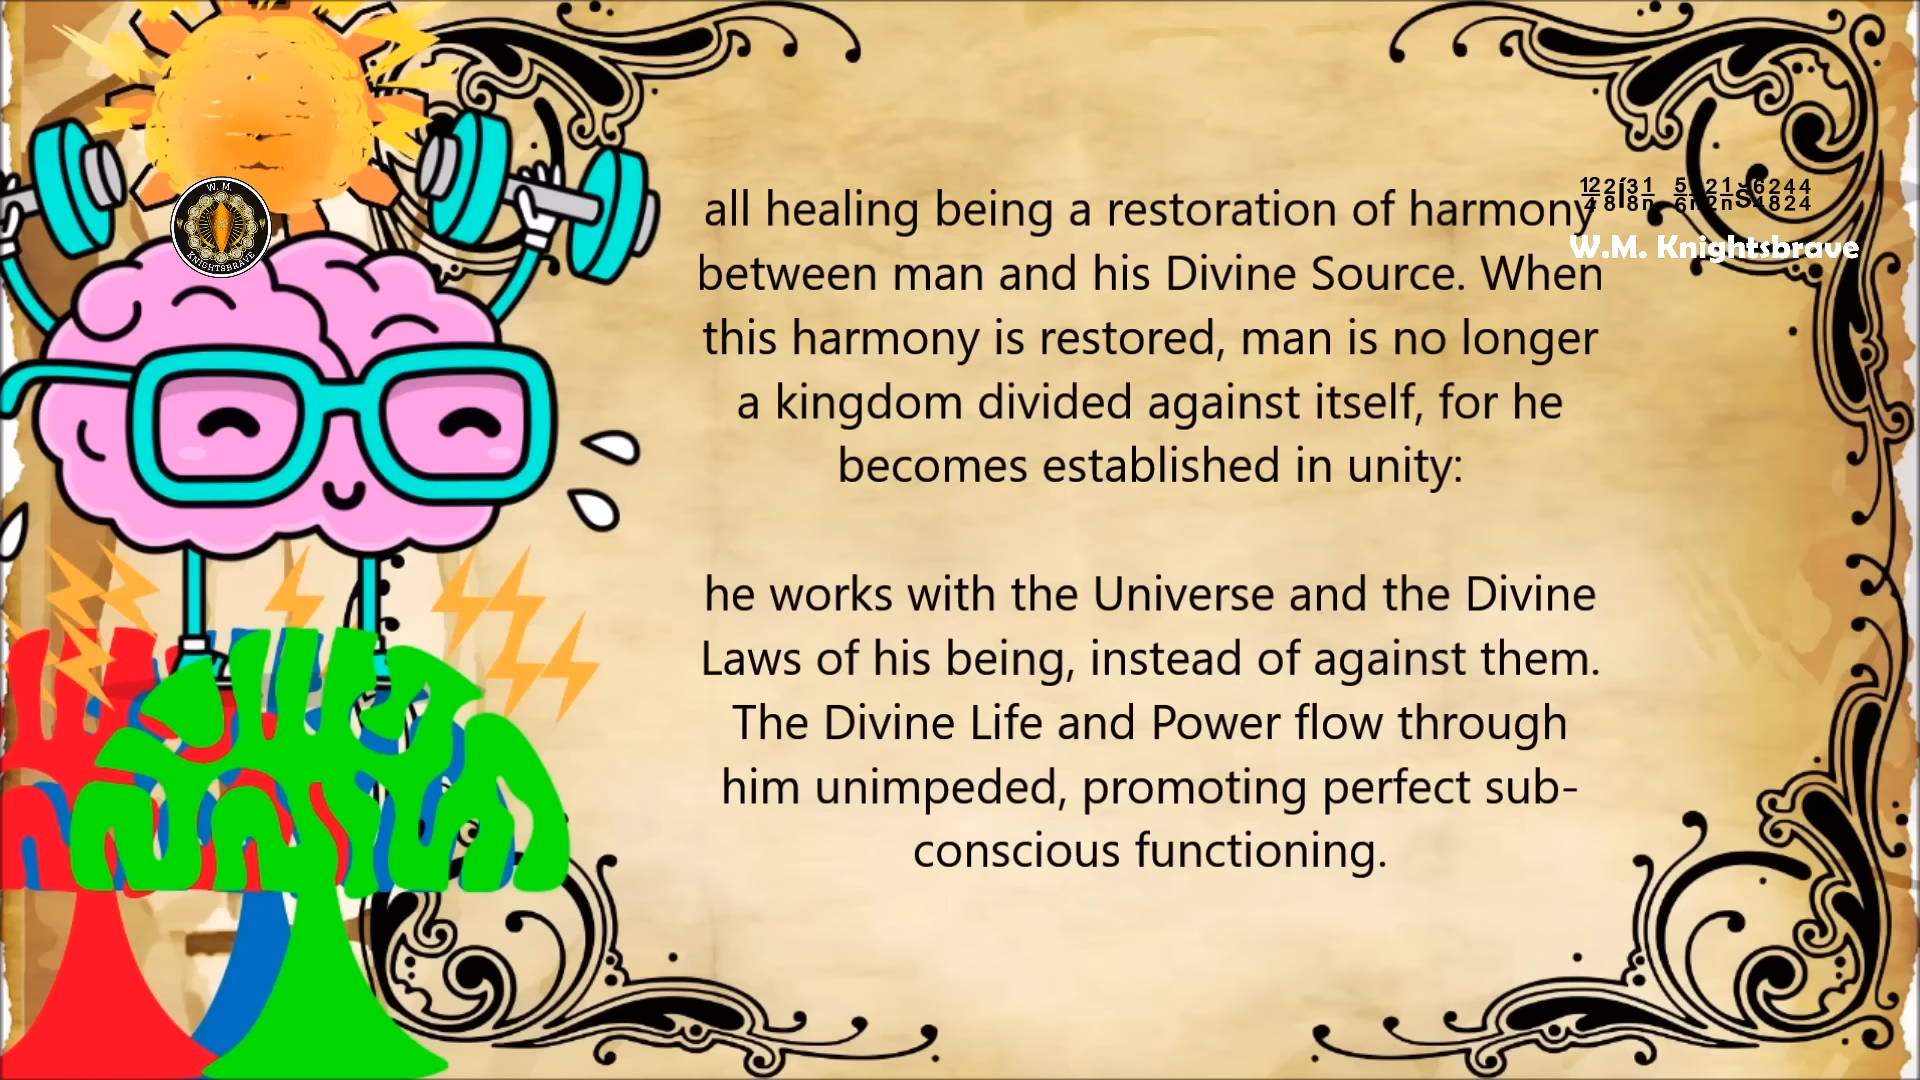 all healing being a restoration of harmony
between man and his Divine Source. When
this harmony is restored, man is no longer
a kingdom divided against itself, for he
becomes established in unity:
he works with the Universe and the Divine
Laws of his being, instead of against them.
The Divine Life and Power flow through
him unimpeded, promoting perfect sub-
conscious functioning.
W.M. Knightsbrave
W. M.
KNIGHTSBRAVE